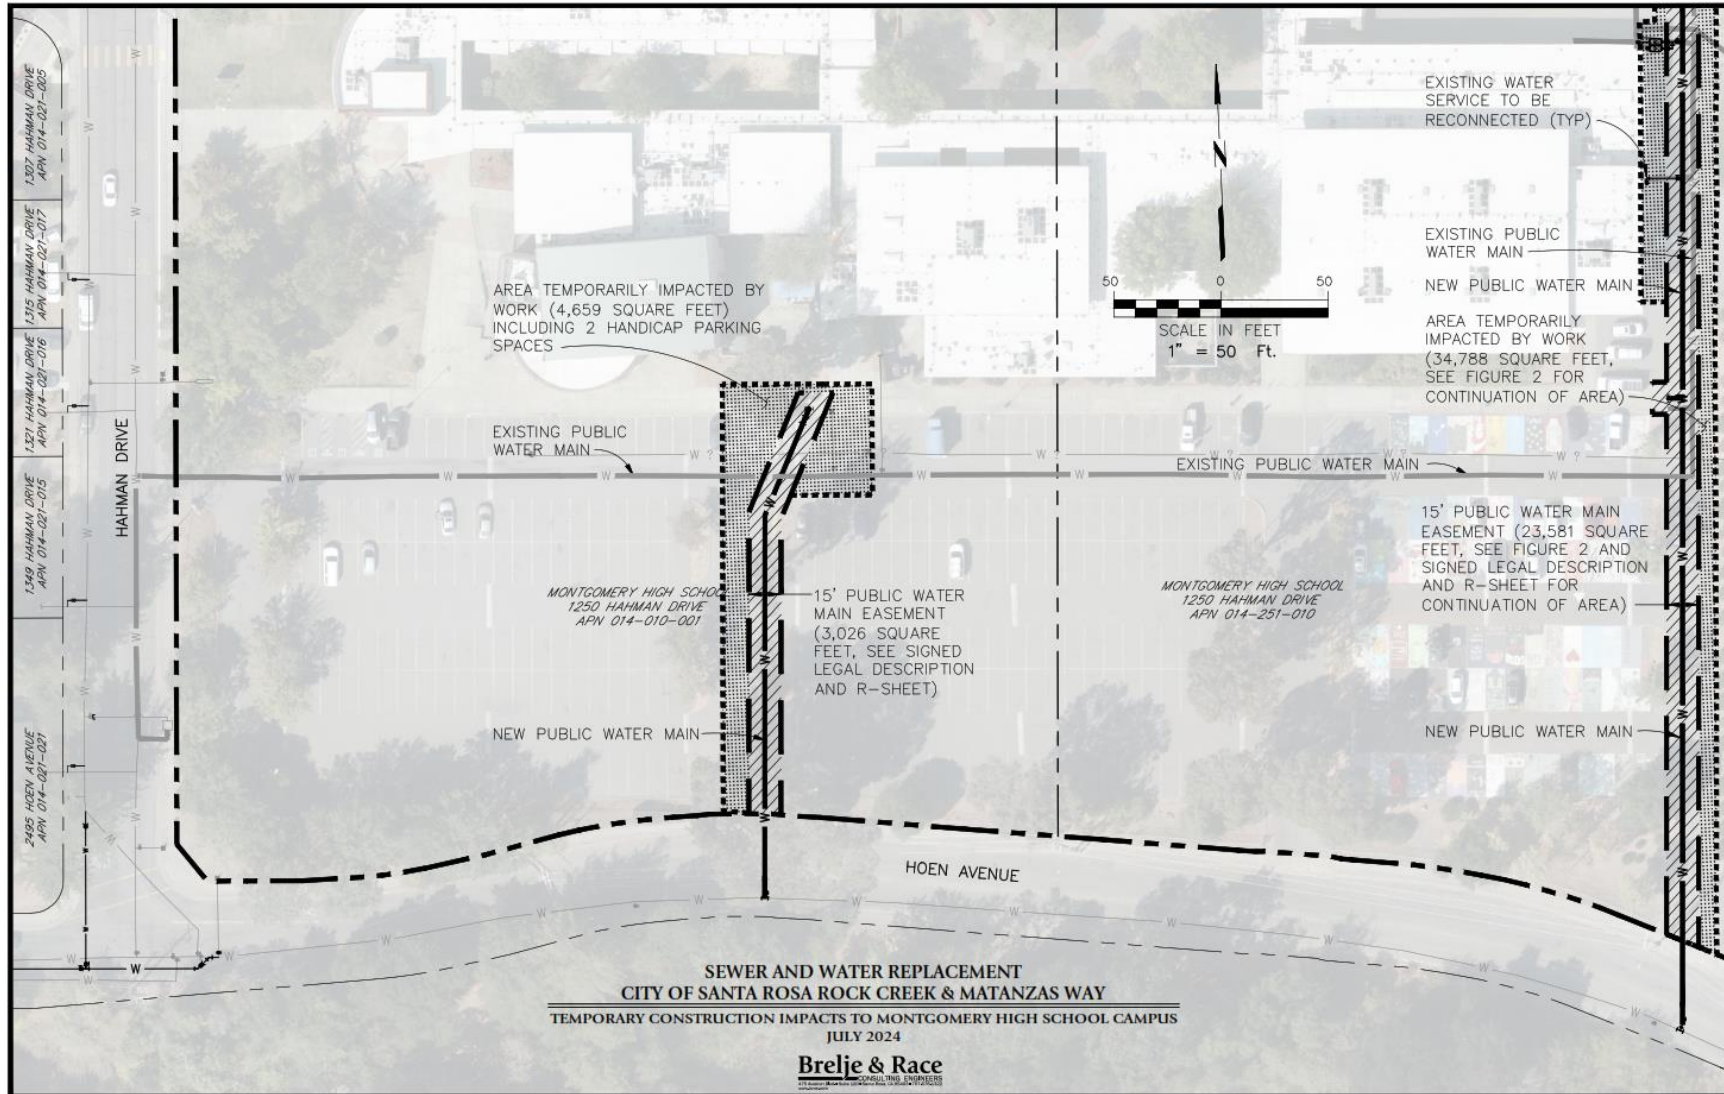 1307 HAHMAN DRIVE
APN 014-021-005
1315 HAHMAN DRIVE
APN 014-021-017
1321 HAHMAN DRIVE
APN 014-021-016
1349 HAHMAN DRIVE
APN 014-021-015
2495 HOEN AVENUE
APN 014-021-021
HAHMAN DRIVE
AREA TEMPORARILY IMPACTED BY
WORK (4,659 SQUARE FEET)
INCLUDING 2 HANDICAP PARKING
SPACES
EXISTING PUBLIC
WATER MAIN
MONTGOMERY HIGH SCHOOL
1250 HAHMAN DRIVE
APN 014-010-001
15' PUBLIC WATER
MAIN EASEMENT
(3,026 SQUARE
FEET, SEE SIGNED
LEGAL DESCRIPTION
AND R-SHEET)
NEW PUBLIC WATER MAIN
N
50 0 50
SCALE IN FEET
1" = 50 Ft.
EXISTING WATER
SERVICE TO BE
RECONNECTED (TYP)
EXISTING PUBLIC
WATER MAIN
NEW PUBLIC WATER MAIN
AREA TEMPORARILY
IMPACTED BY WORK
(34,788 SQUARE FEET,
SEE FIGURE 2 FOR
CONTINUATION OF AREA)
EXISTING PUBLIC WATER MAIN
15' PUBLIC WATER MAIN
EASEMENT (23,581 SQUARE
FEET, SEE FIGURE 2 AND
SIGNED LEGAL DESCRIPTION
AND R-SHEET FOR
CONTINUATION OF AREA)
MONTGOMERY HIGH SCHOOL
1250 HAHMAN DRIVE
APN 014-251-010
NEW PUBLIC WATER MAIN
HOEN AVENUE
SEWER AND WATER REPLACEMENT
CITY OF SANTA ROSA ROCK CREEK & MATANZAS WAY
TEMPORARY CONSTRUCTION IMPACTS TO MONTGOMERY HIGH SCHOOL CAMPUS
JULY 2024
Brelje & Race
CONSULTING ENGINEERS